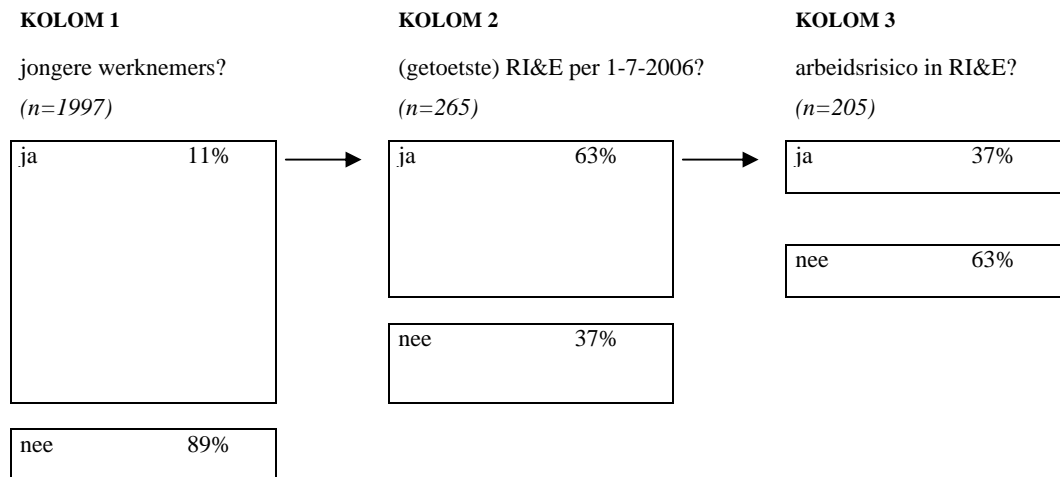 KOLOM 1
jongere werknemers?
(n=1997)
ja 11%
nee 89%
KOLOM 2
(getoetste) RI&E per 1-7-2006?
(n=265)
ja 63%
nee 37%
KOLOM 3
arbeidsrisico in RI&E?
(n=205)
ja 37%
nee 63%